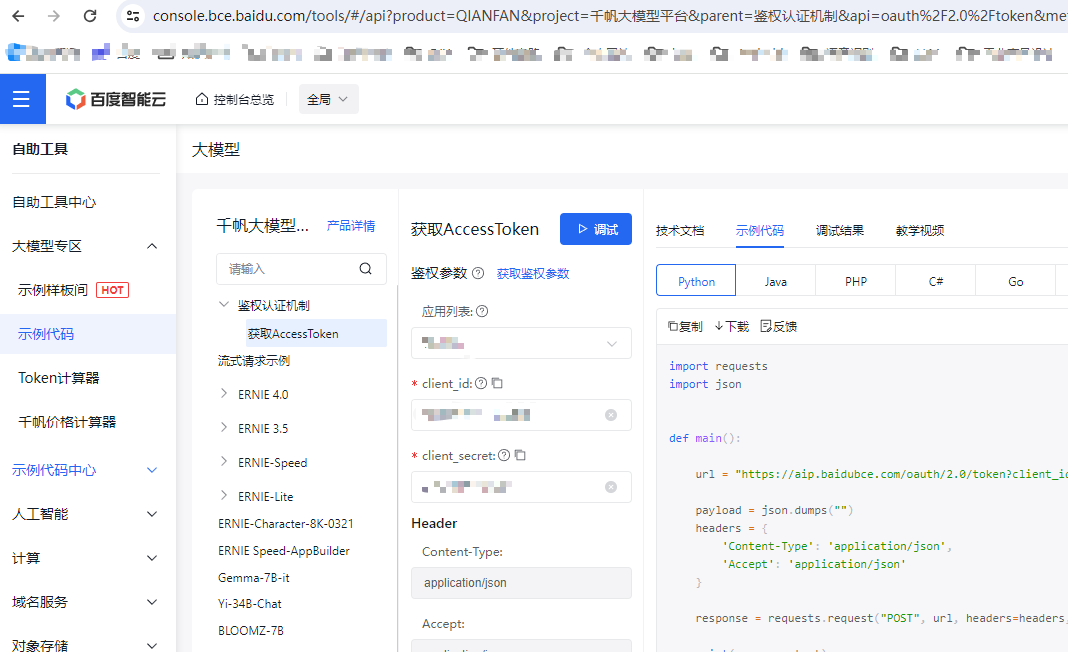 console.bce.baidu.com/tools/#/api?product=QIANFAN&project=千帆大模型平台&parent=鉴权认证机制&api=oauth%2F2.0%2Ftoken&met
百度智能云
控制台总览
全局
自助工具
自助工具中心
大模型专区
示例样板间 HOT
示例代码
Token计算器
千帆价格计算器
示例代码中心
人工智能
计算
域名服务
对象存储
大模型
千帆大模型... 产品详情
请输入
鉴权认证机制
获取AccessToken
流式请求示例
ERNIE 4.0
ERNIE 3.5
ERNIE-Speed
ERNIE-Lite
ERNIE-Character-8K-0321
ERNIE Speed-AppBuilder
Gemma-7B-it
Yi-34B-Chat
BLOOMZ-7B
获取AccessToken 调试
鉴权参数 获取鉴权参数
应用列表:
* client_id:
* client_secret:
Header
Content-Type:
application/json
Accept:
技术文档 示例代码 调试结果 教学视频
Python Java PHP C# Go
复制 下载 反馈
import requests
import json
def main():
url = "https://aip.baidubce.com/oauth/2.0/token?client_id
payload = json.dumps("")
headers = {
'Content-Type': 'application/json',
'Accept': 'application/json'
}
response = requests.request("POST", url, headers=headers,